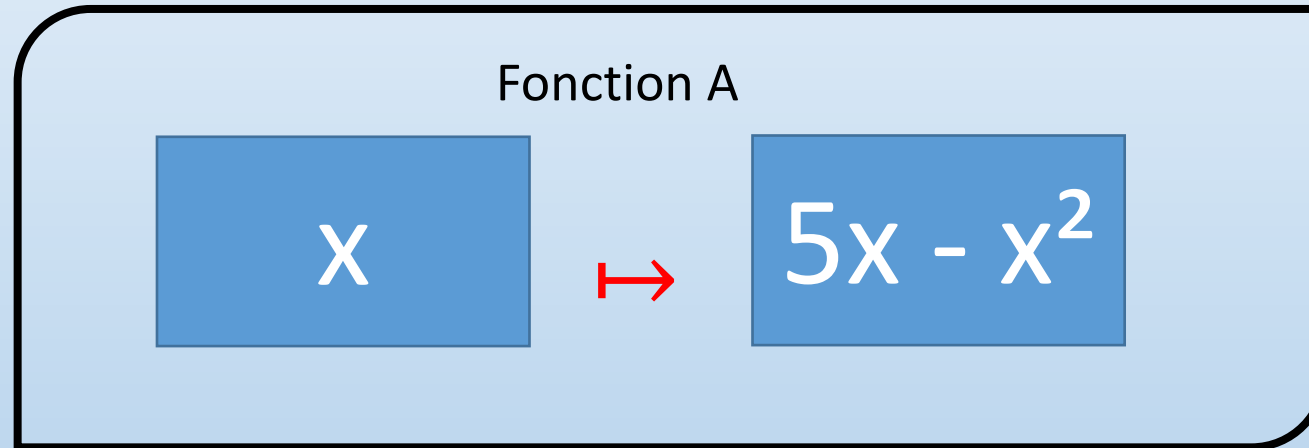 Fonction A
x ↦ 5x - x²